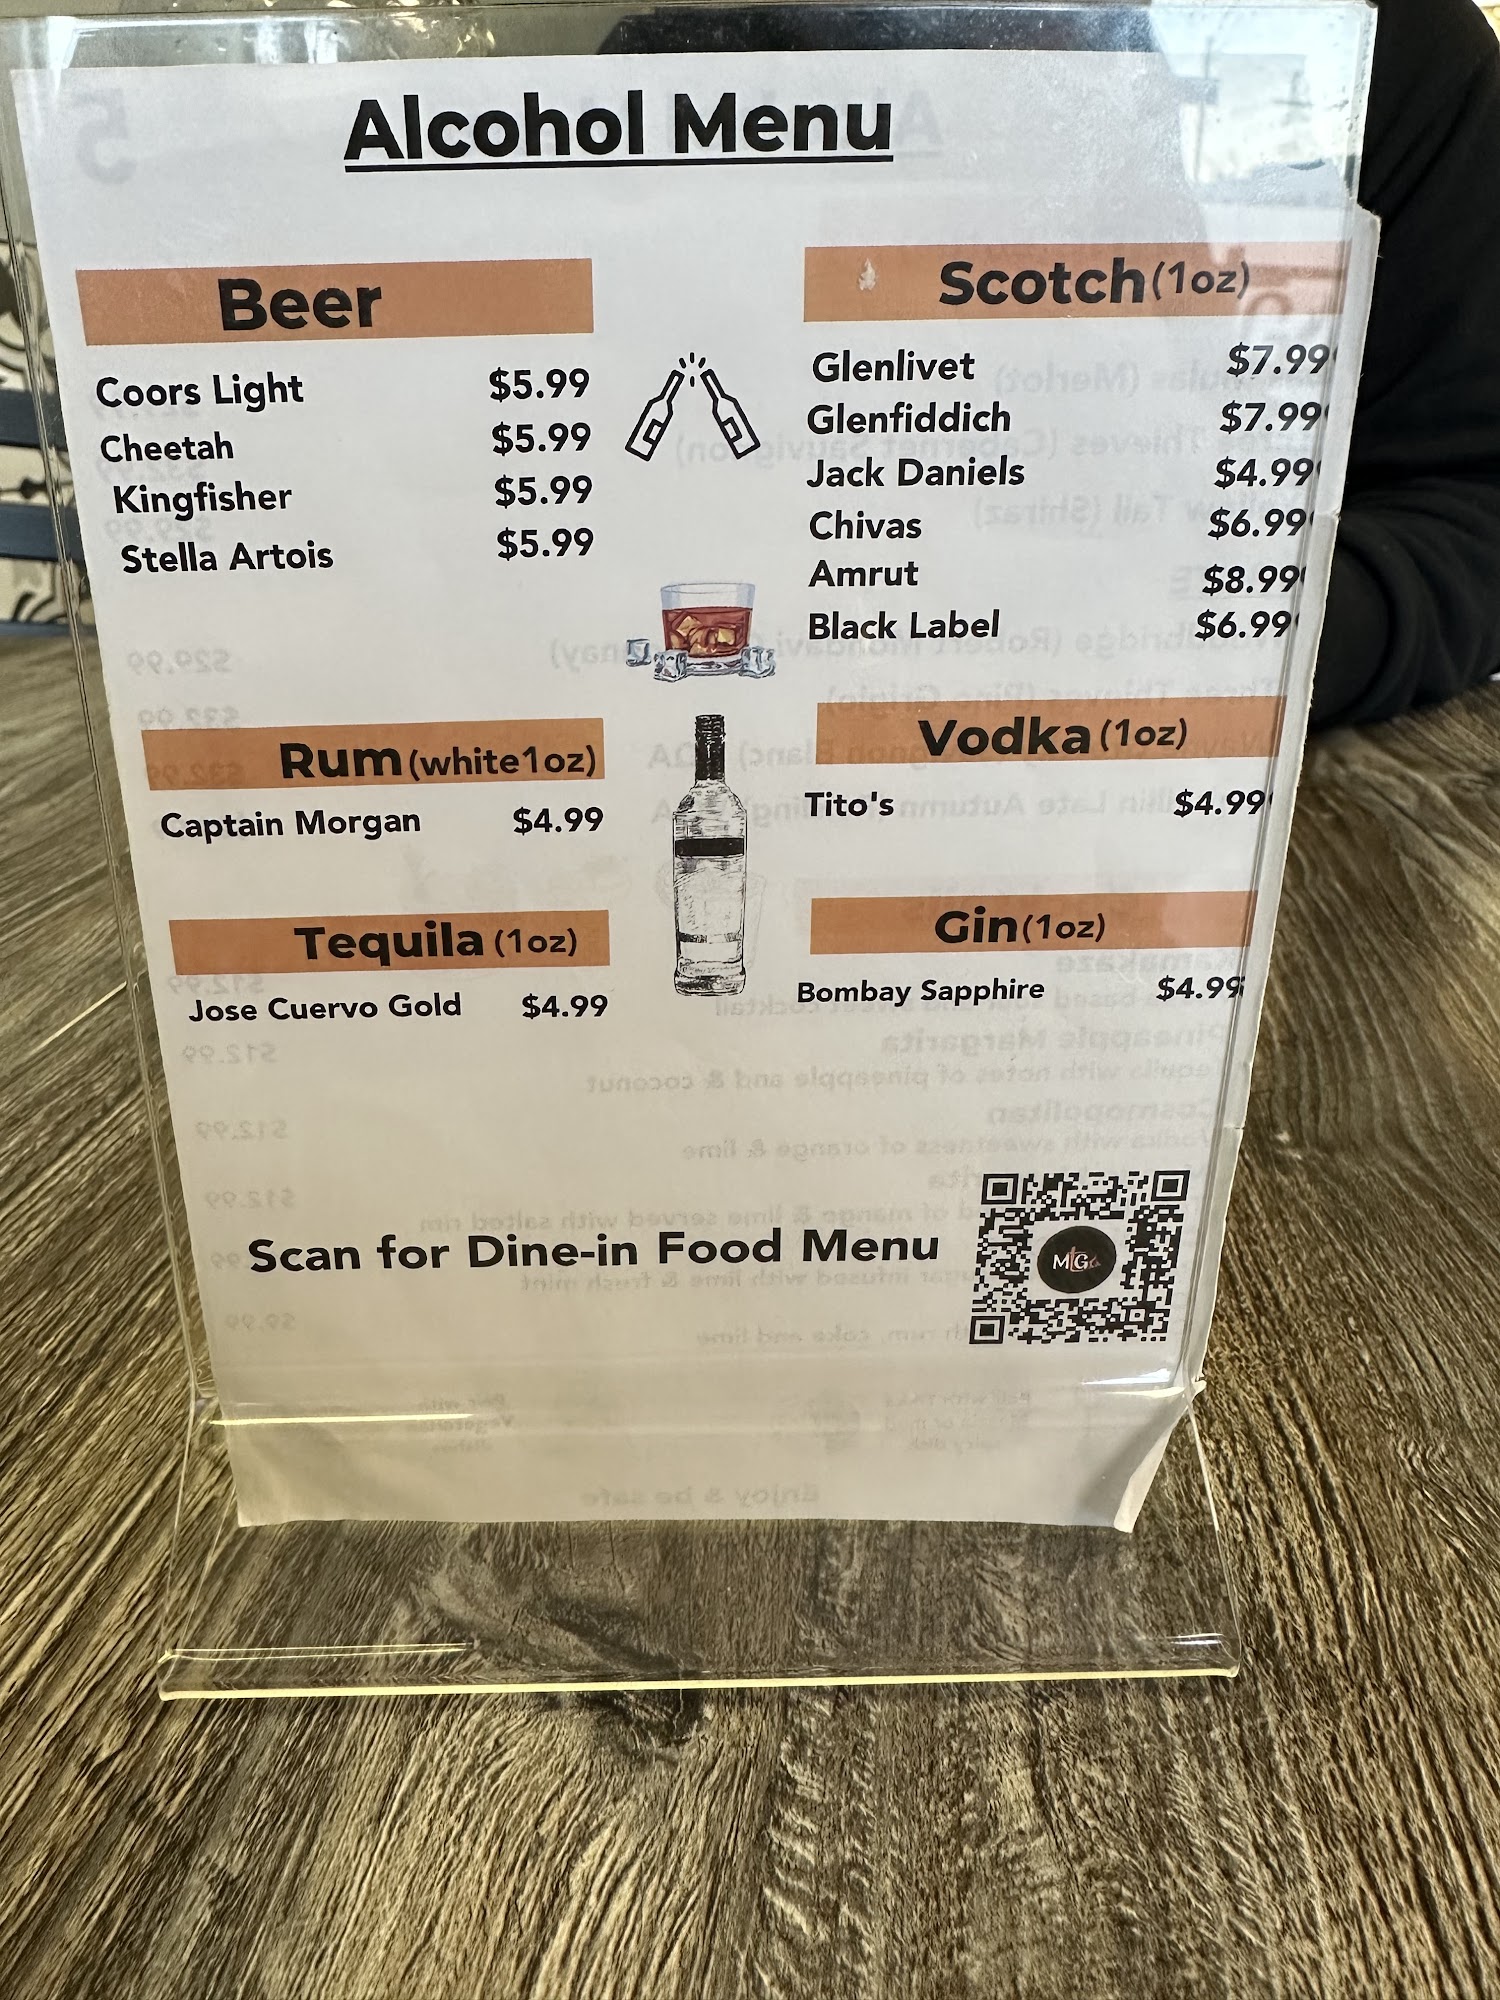 Alcohol Menu
Beer
Coors Light $5.99
Cheetah $5.99
Kingfisher $5.99
Stella Artois $5.99
Scotch (1oz)
Glenlivet $7.99
Glenfiddich $7.99
Jack Daniels $4.99
Chivas $6.99
Amrut $8.99
Black Label $6.99
Rum (white1oz)
Captain Morgan $4.99
Vodka (1oz)
Tito's $4.99
Tequila (1oz)
Jose Cuervo Gold $4.99
Gin (1oz)
Bombay Sapphire $4.99
Scan for Dine-in Food Menu